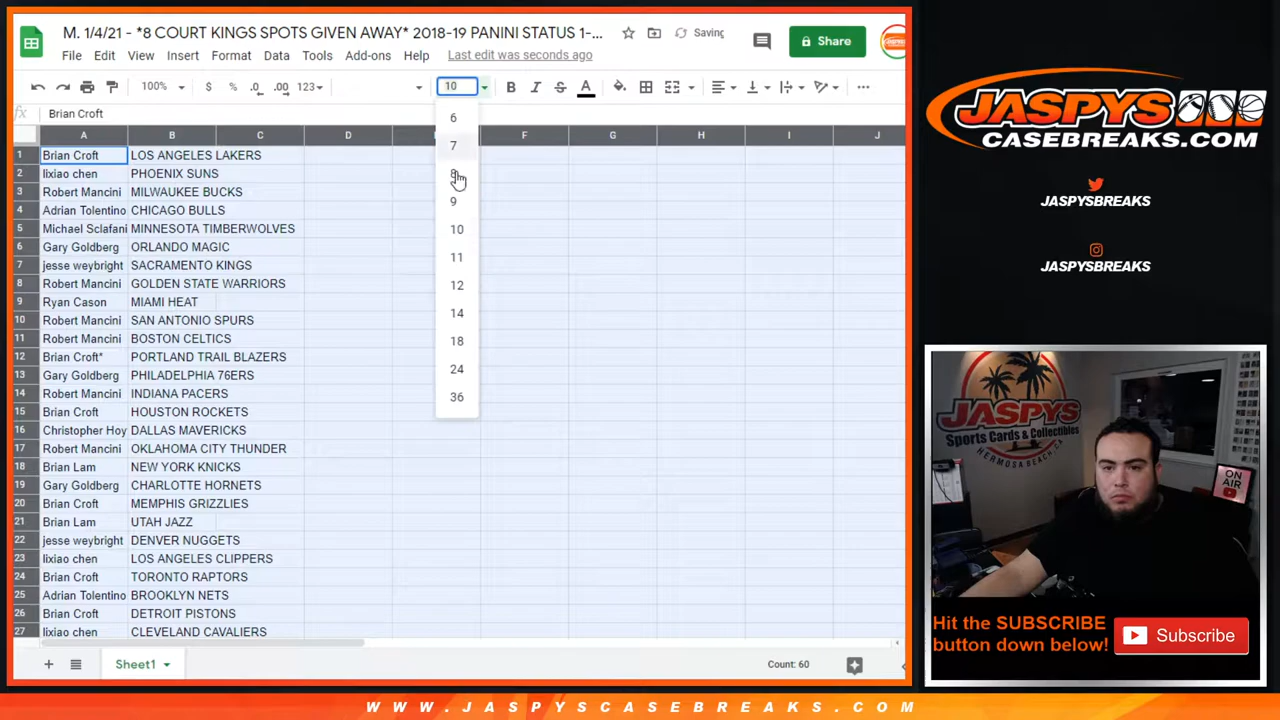 M. 1/4/21 - *8 COURT KINGS SPOTS GIVEN AWAY* 2018-19 PANINI STATUS 1-...
Saving
Share
File Edit View Insert Format Data Tools Add-ons Help Last edit was seconds ago
100% $ % .0 .00 123 10 B I S A
fx Brian Croft
A B C D F G H I J
1 Brian Croft LOS ANGELES LAKERS
2 lixiao chen PHOENIX SUNS
3 Robert Mancini MILWAUKEE BUCKS
4 Adrian Tolentino CHICAGO BULLS
5 Michael Sclafani MINNESOTA TIMBERWOLVES
6 Gary Goldberg ORLANDO MAGIC
7 jesse weybright SACRAMENTO KINGS
8 Robert Mancini GOLDEN STATE WARRIORS
9 Ryan Cason MIAMI HEAT
10 Robert Mancini SAN ANTONIO SPURS
11 Robert Mancini BOSTON CELTICS
12 Brian Croft* PORTLAND TRAIL BLAZERS
13 Gary Goldberg PHILADELPHIA 76ERS
14 Robert Mancini INDIANA PACERS
15 Brian Croft HOUSTON ROCKETS
16 Christopher Hoy DALLAS MAVERICKS
17 Robert Mancini OKLAHOMA CITY THUNDER
18 Brian Lam NEW YORK KNICKS
19 Gary Goldberg CHARLOTTE HORNETS
20 Brian Croft MEMPHIS GRIZZLIES
21 Brian Lam UTAH JAZZ
22 jesse weybright DENVER NUGGETS
23 lixiao chen LOS ANGELES CLIPPERS
24 Brian Croft TORONTO RAPTORS
25 Adrian Tolentino BROOKLYN NETS
26 Brian Croft DETROIT PISTONS
27 lixiao chen CLEVELAND CAVALIERS
6
7
8
9
10
11
12
14
18
24
36
Sheet1
Count: 60
JASPYS
CASEBREAKS.COM
JASPYSBREAKS
JASPYSBREAKS
JASPYS
Sports Cards & Collectibles
HERMOSA BEACH, CA
ON AIR
Hit the SUBSCRIBE
button down below!
Subscribe
WWW.JASPYSCASEBREAKS.COM